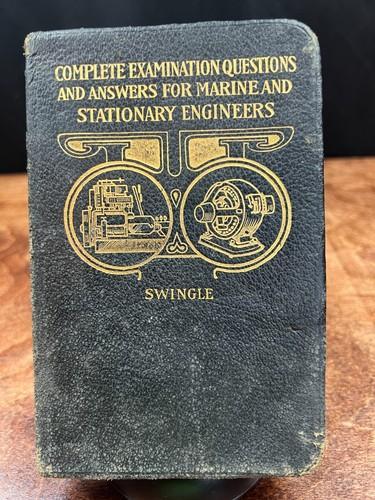 COMPLETE EXAMINATION QUESTIONS
AND ANSWERS FOR MARINE AND
STATIONARY ENGINEERS
SWINGLE